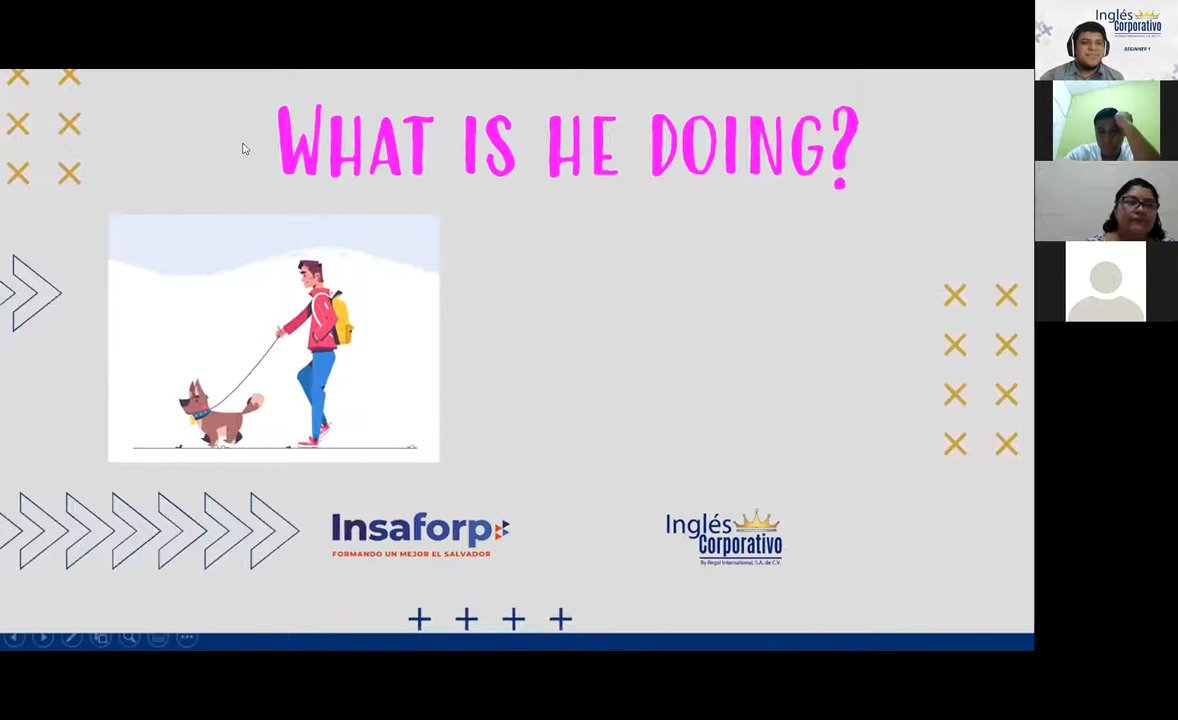 WHAT IS HE DOING?
Insaforp
FORMANDO UN MEJOR EL SALVADOR
Inglés
Corporativo
By Regal International, S.A. de C.V.
Inglés
Corporativo
BEGINNER 1